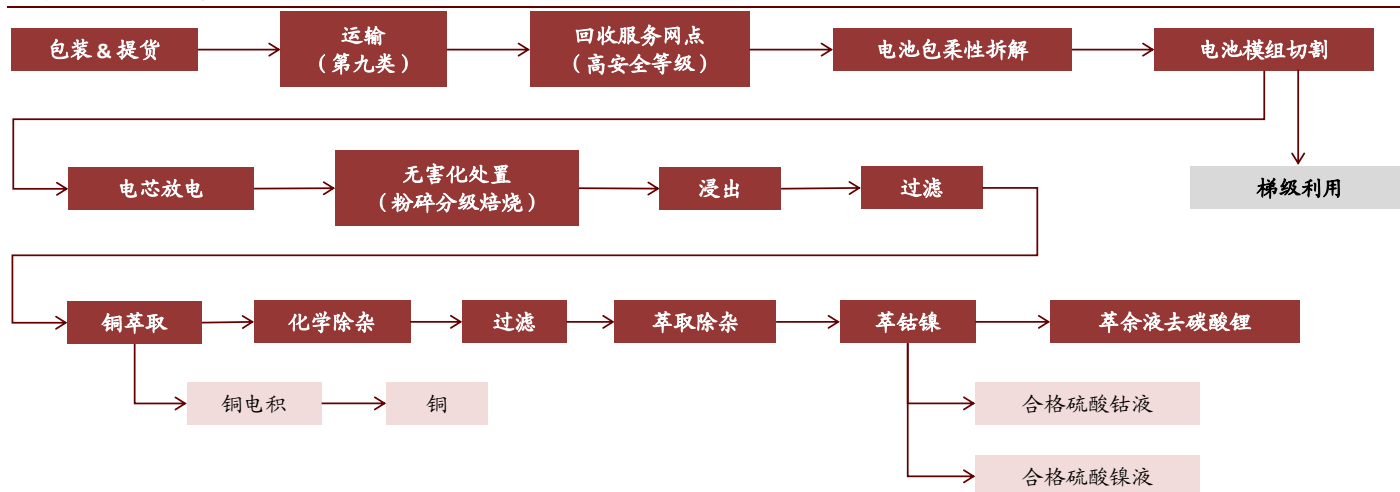 包装＆提货
运输
（第九类）
回收服务网点
（高安全等级）
电池包柔性拆解
电池模组切割
电芯放电
无害化处置
（粉碎分级焙烧）
浸出
过滤
梯级利用
铜萃取
化学除杂
过滤
萃取除杂
萃钴镍
萃余液去碳酸锂
铜电积
铜
合格硫酸钴液
合格硫酸镍液